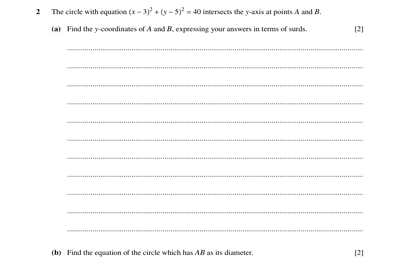 2 The circle with equation (x − 3)² + (y − 5)² = 40 intersects the y-axis at points A and B.
(a) Find the y-coordinates of A and B, expressing your answers in terms of surds. [2]
(b) Find the equation of the circle which has AB as its diameter. [2]